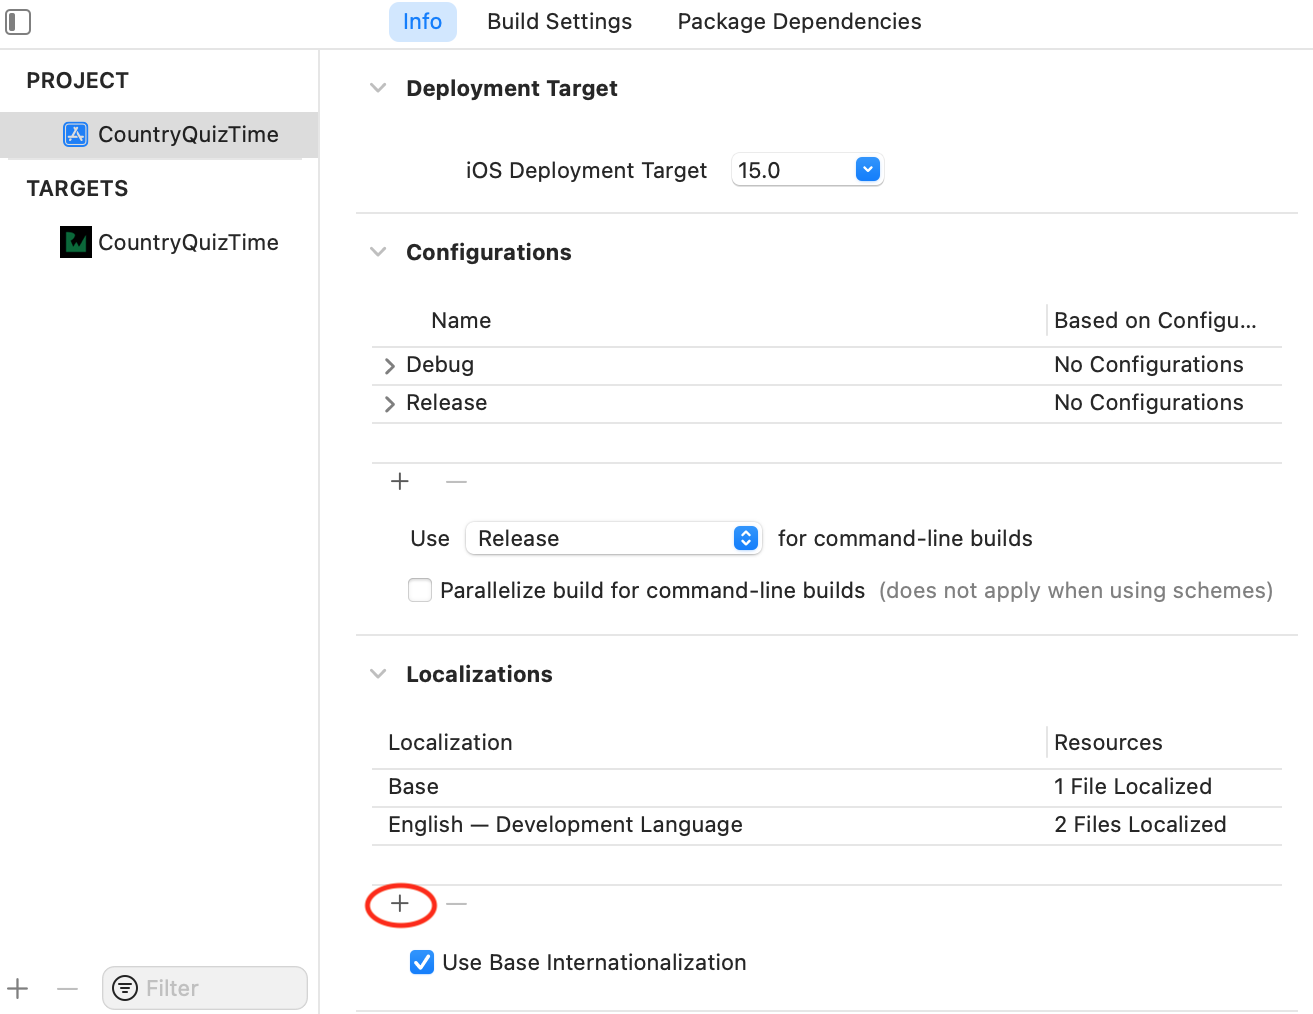 Info Build Settings Package Dependencies
PROJECT
CountryQuizTime
TARGETS
CountryQuizTime
Filter
Deployment Target
iOS Deployment Target 15.0
Configurations
Name Based on Configu...
Debug No Configurations
Release No Configurations
Use Release for command-line builds
Parallelize build for command-line builds (does not apply when using schemes)
Localizations
Localization Resources
Base 1 File Localized
English — Development Language 2 Files Localized
Use Base Internationalization